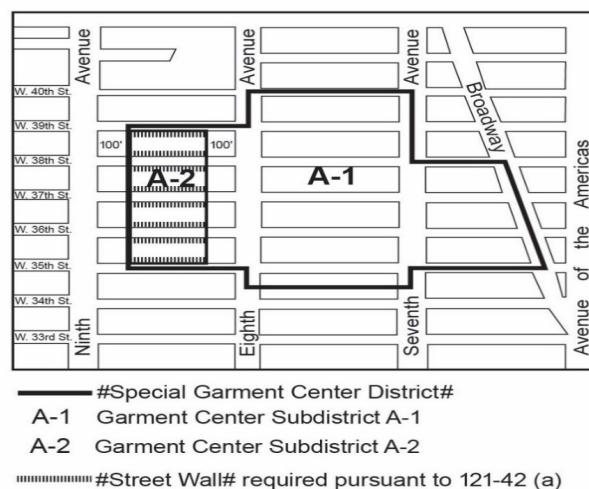 Avenue
Avenue
Avenue
W. 40th St.
Broadway
W. 39th St.
100'
100'
W. 38th St.
A-2
A-1
W. 37th St.
W. 36th St.
W. 35th St.
W. 34th St.
W. 33rd St.
Ninth
Eighth
Seventh
Avenue of the Americas
#Special Garment Center District#
A-1 Garment Center Subdistrict A-1
A-2 Garment Center Subdistrict A-2
#Street Wall# required pursuant to 121-42 (a)